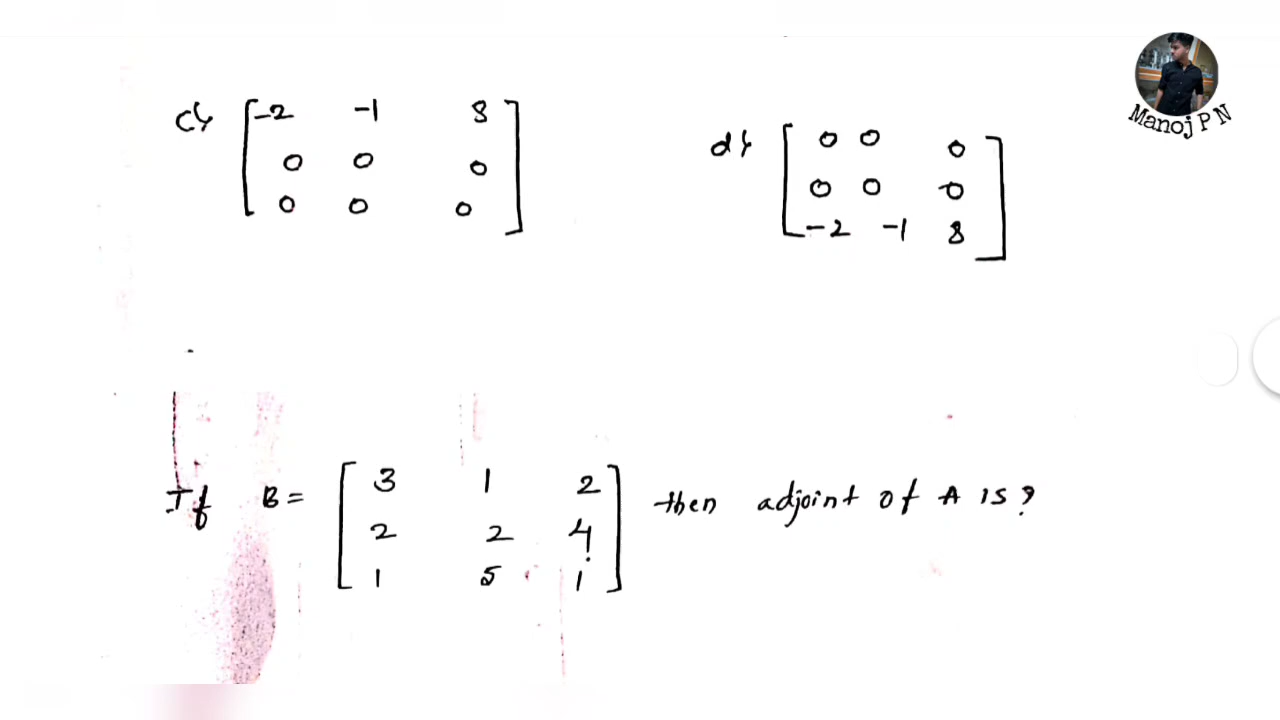 c) [-2 -1 8
0 0 0
0 0 0]
d) [0 0 0
0 0 0
-2 -1 8]
If B = [3 1 2
2 2 4
1 5 1] then adjoint of A is?
Manoj P N